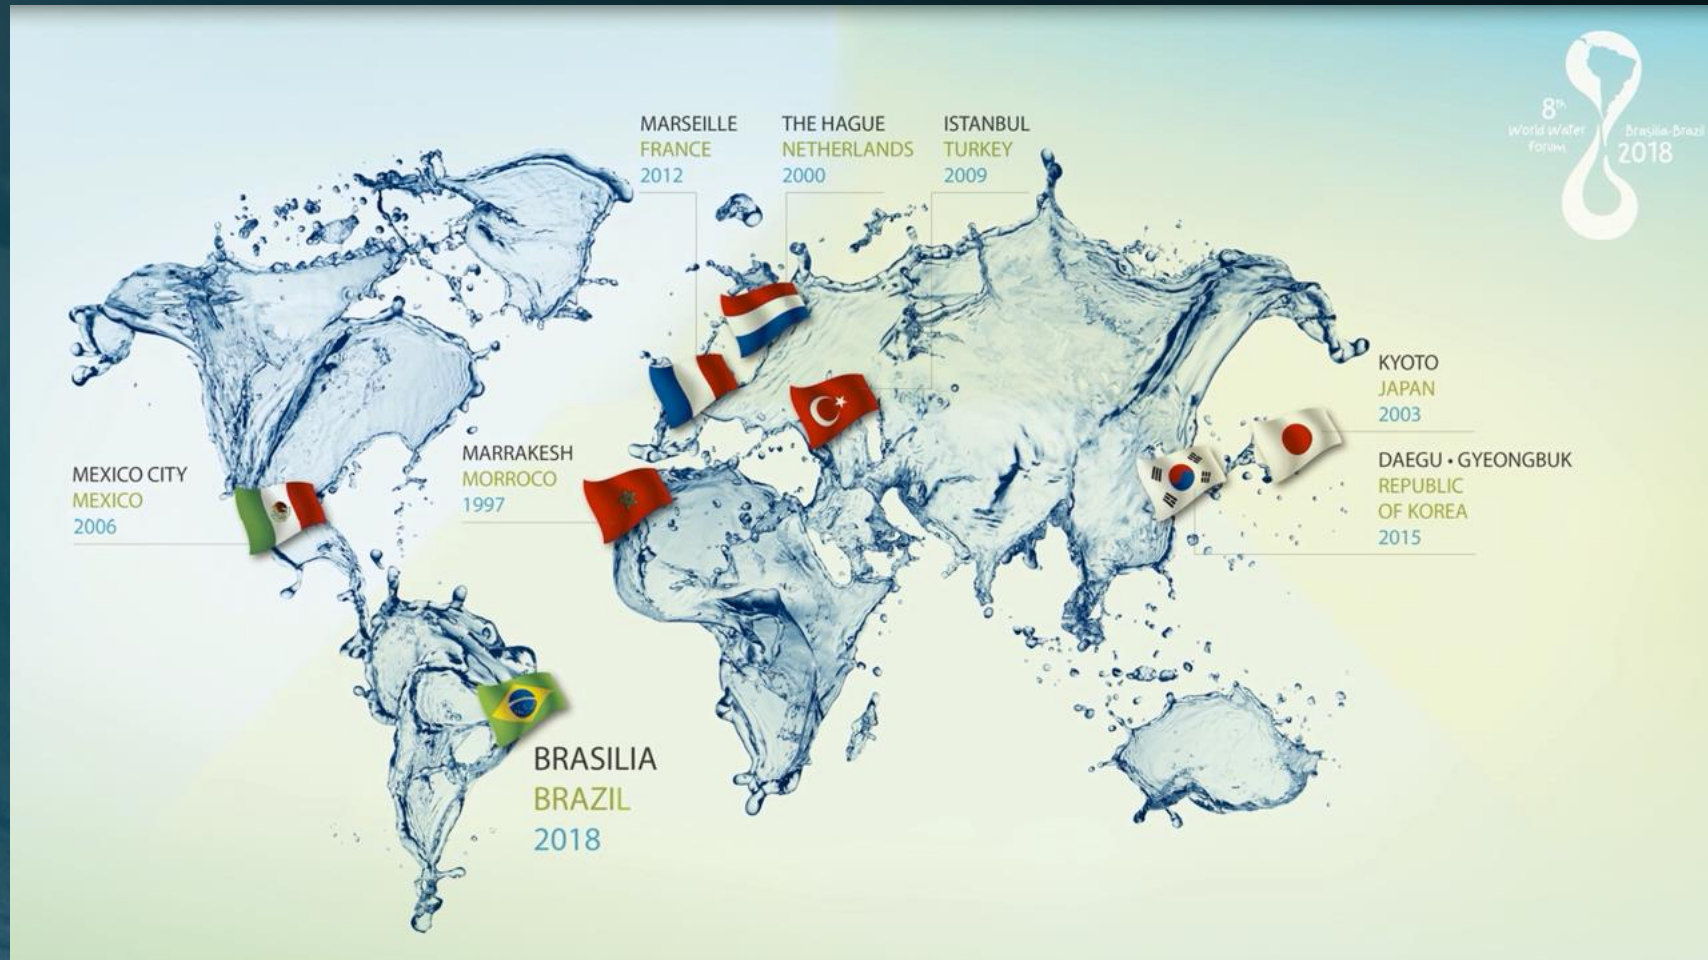 MARSEILLE
FRANCE
2012
THE HAGUE
NETHERLANDS
2000
ISTANBUL
TURKEY
2009
8th
World Water
Forum
Brasilia-Brazil
2018
KYOTO
JAPAN
2003
DAEGU • GYEONGBUK
REPUBLIC
OF KOREA
2015
MARRAKESH
MORROCO
1997
MEXICO CITY
MEXICO
2006
BRASILIA
BRAZIL
2018